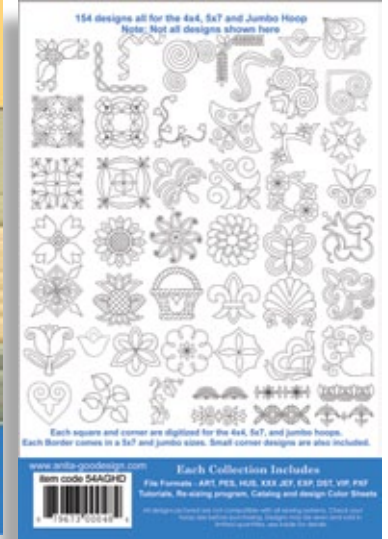 154 designs all for the 4x4, 5x7 and Jumbo Hoop
Note: Not all designs shown here
Each square and corner are digitized for the 4x4, 5x7, and jumbo hoops.
Each Border comes in a 5x7 and jumbo sizes. Small corner designs are also included.
www.anita-goodesign.com
item code 54AGHD
Each Collection Includes
File Formats - ART, PES, HUS, XXX JEF, EXP, DST, VIP, PXF
Tutorials, Re-sizing program, Catalog and design Color Sheets